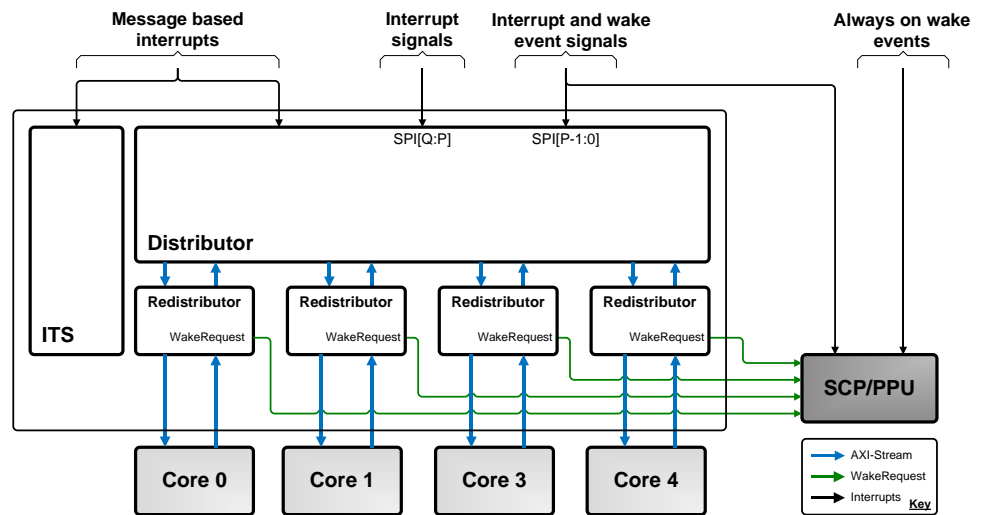 Message based
interrupts
Interrupt
signals
Interrupt and wake
event signals
Always on wake
events
SPI[Q:P]
SPI[P-1:0]
Distributor
ITS
Redistributor
WakeRequest
Redistributor
WakeRequest
Redistributor
WakeRequest
Redistributor
WakeRequest
SCP/PPU
Core 0
Core 1
Core 3
Core 4
AXI-Stream
WakeRequest
Interrupts
Key